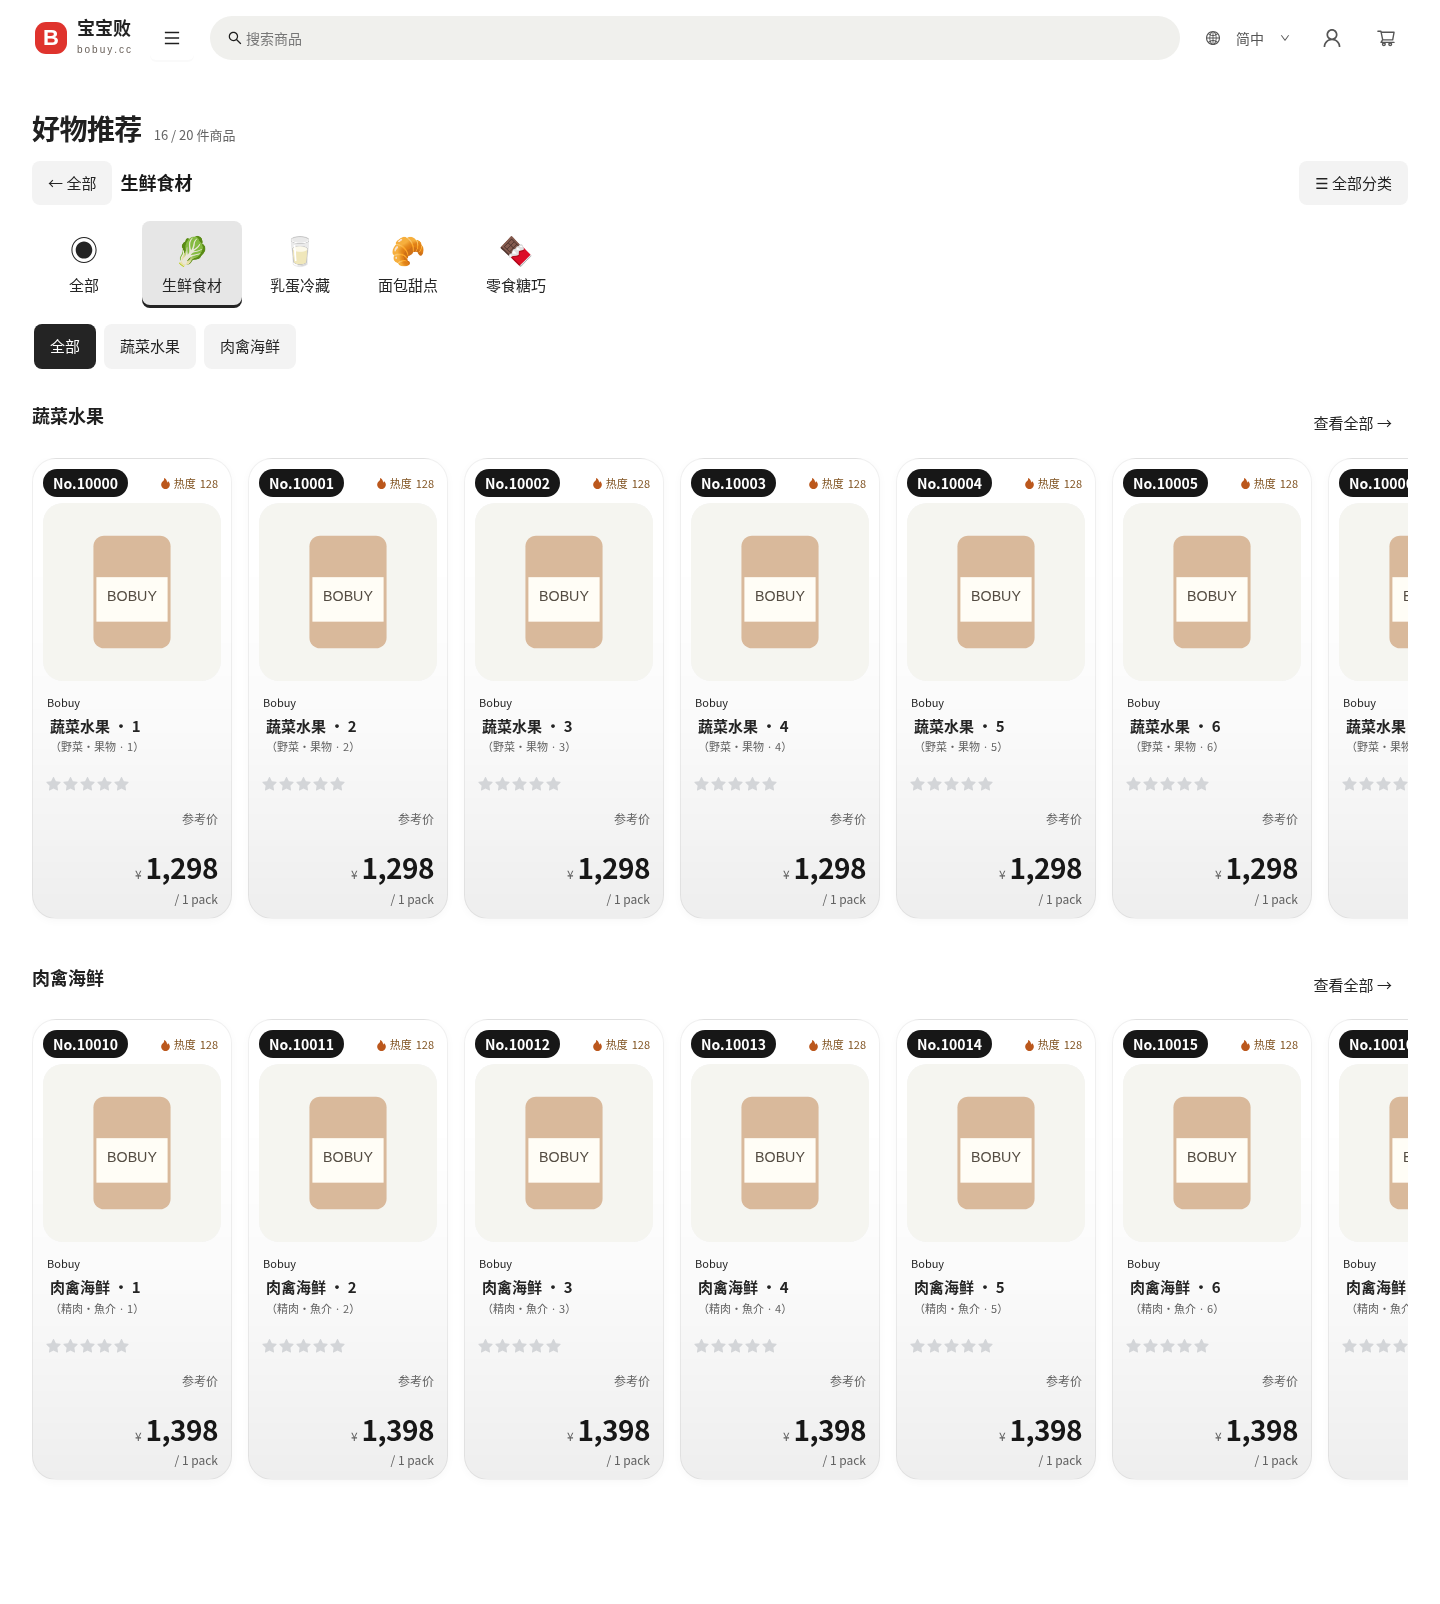 B 宝宝败
bobuy.cc
搜索商品
简中
好物推荐 16 / 20 件商品
← 全部 生鲜食材
☰ 全部分类
全部 生鲜食材 乳蛋冷藏 面包甜点 零食糖巧
全部 蔬菜水果 肉禽海鲜
蔬菜水果
查看全部 →
No.10000 热度 128 No.10001 热度 128 No.10002 热度 128 No.10003 热度 128 No.10004 热度 128 No.10005 热度 128 No.1000
BOBUY BOBUY BOBUY BOBUY BOBUY BOBUY
Bobuy Bobuy Bobuy Bobuy Bobuy Bobuy Bobuy
蔬菜水果 · 1 蔬菜水果 · 2 蔬菜水果 · 3 蔬菜水果 · 4 蔬菜水果 · 5 蔬菜水果 · 6 蔬菜水果
（野菜・果物 · 1） （野菜・果物 · 2） （野菜・果物 · 3） （野菜・果物 · 4） （野菜・果物 · 5） （野菜・果物 · 6） （野菜・果物
参考价 参考价 参考价 参考价 参考价 参考价
¥ 1,298 ¥ 1,298 ¥ 1,298 ¥ 1,298 ¥ 1,298 ¥ 1,298
/ 1 pack / 1 pack / 1 pack / 1 pack / 1 pack / 1 pack
肉禽海鲜
查看全部 →
No.10010 热度 128 No.10011 热度 128 No.10012 热度 128 No.10013 热度 128 No.10014 热度 128 No.10015 热度 128 No.1001
BOBUY BOBUY BOBUY BOBUY BOBUY BOBUY
Bobuy Bobuy Bobuy Bobuy Bobuy Bobuy Bobuy
肉禽海鲜 · 1 肉禽海鲜 · 2 肉禽海鲜 · 3 肉禽海鲜 · 4 肉禽海鲜 · 5 肉禽海鲜 · 6 肉禽海鲜
（精肉・魚介 · 1） （精肉・魚介 · 2） （精肉・魚介 · 3） （精肉・魚介 · 4） （精肉・魚介 · 5） （精肉・魚介 · 6） （精肉・魚介
参考价 参考价 参考价 参考价 参考价 参考价
¥ 1,398 ¥ 1,398 ¥ 1,398 ¥ 1,398 ¥ 1,398 ¥ 1,398
/ 1 pack / 1 pack / 1 pack / 1 pack / 1 pack / 1 pack